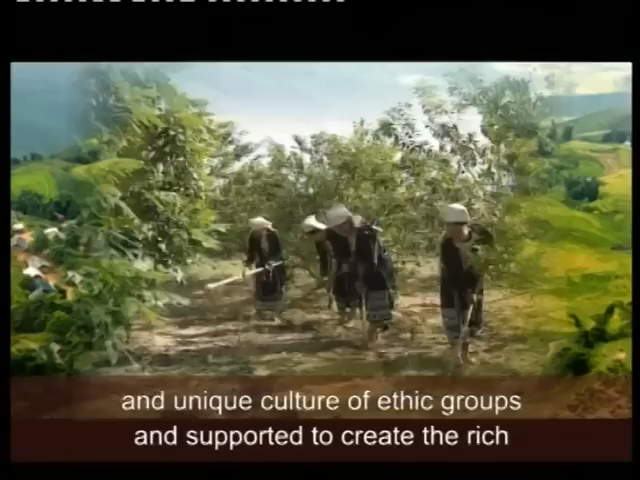 and unique culture of ethic groups
and supported to create the rich